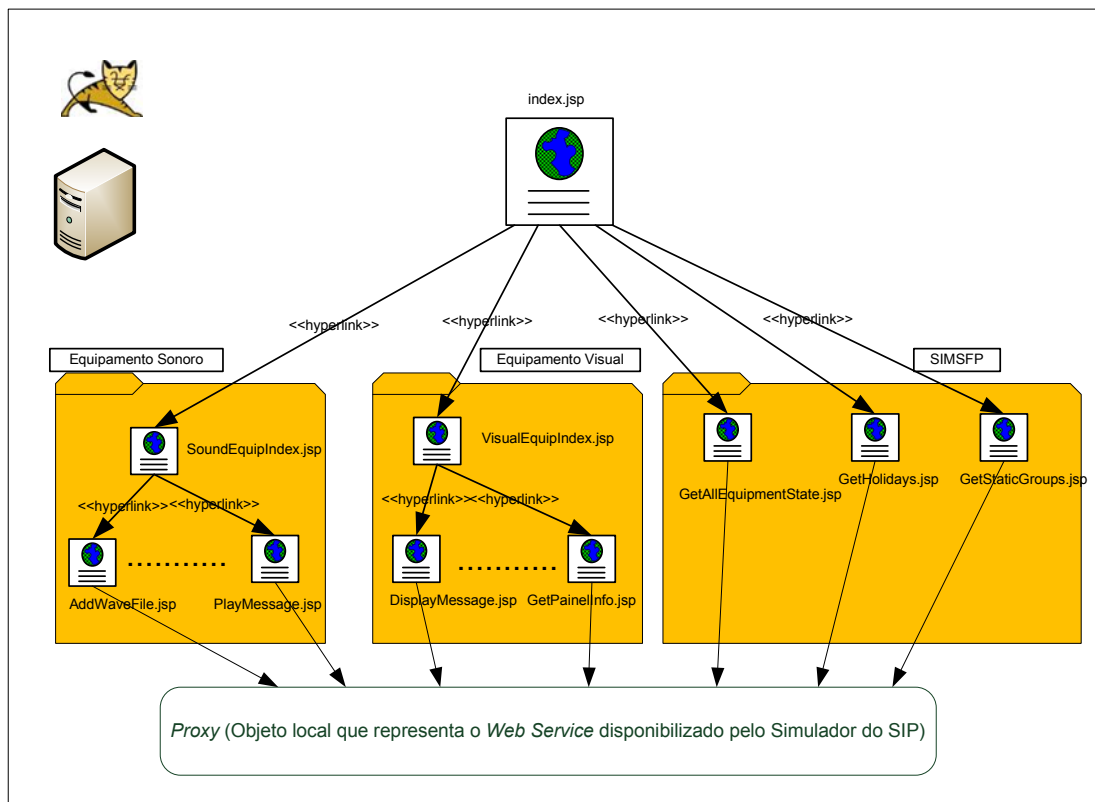 index.jsp
<<hyperlink>>
<<hyperlink>>
<<hyperlink>>
<<hyperlink>>
Equipamento Sonoro
Equipamento Visual
SIMSFP
SoundEquipIndex.jsp
VisualEquipIndex.jsp
GetAllEquipmentState.jsp
GetHolidays.jsp
GetStaticGroups.jsp
<<hyperlink>>
<<hyperlink>>
<<hyperlink>>
<<hyperlink>>
AddWaveFile.jsp
PlayMessage.jsp
DisplayMessage.jsp
GetPainelInfo.jsp
Proxy (Objeto local que representa o Web Service disponibilizado pelo Simulador do SIP)